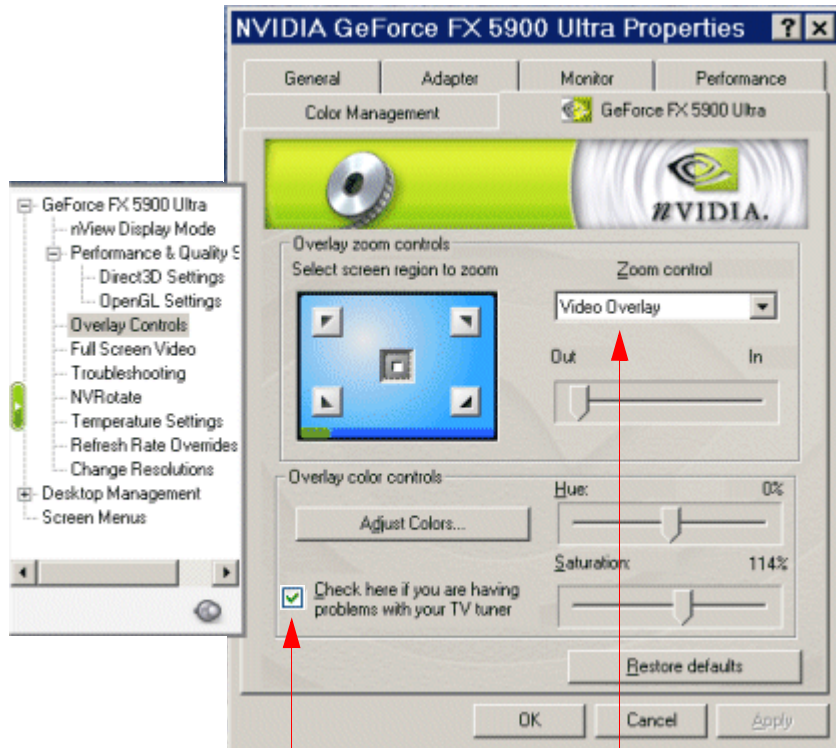 NVIDIA GeForce FX 5900 Ultra Properties
General Adapter Monitor Performance
Color Management GeForce FX 5900 Ultra
NVIDIA.
GeForce FX 5900 Ultra
nView Display Mode
Performance & Quality S
Direct3D Settings
OpenGL Settings
Overlay Controls
Full Screen Video
Troubleshooting
NVRotate
Temperature Settings
Refresh Rate Overrides
Change Resolutions
Desktop Management
Screen Menus
Overlay zoom controls
Select screen region to zoom
Zoom control
Video Overlay
Out In
Overlay color controls
Adjust Colors...
Hue: 0%
Saturation: 114%
Check here if you are having
problems with your TV tuner
Restore defaults
OK Cancel Apply